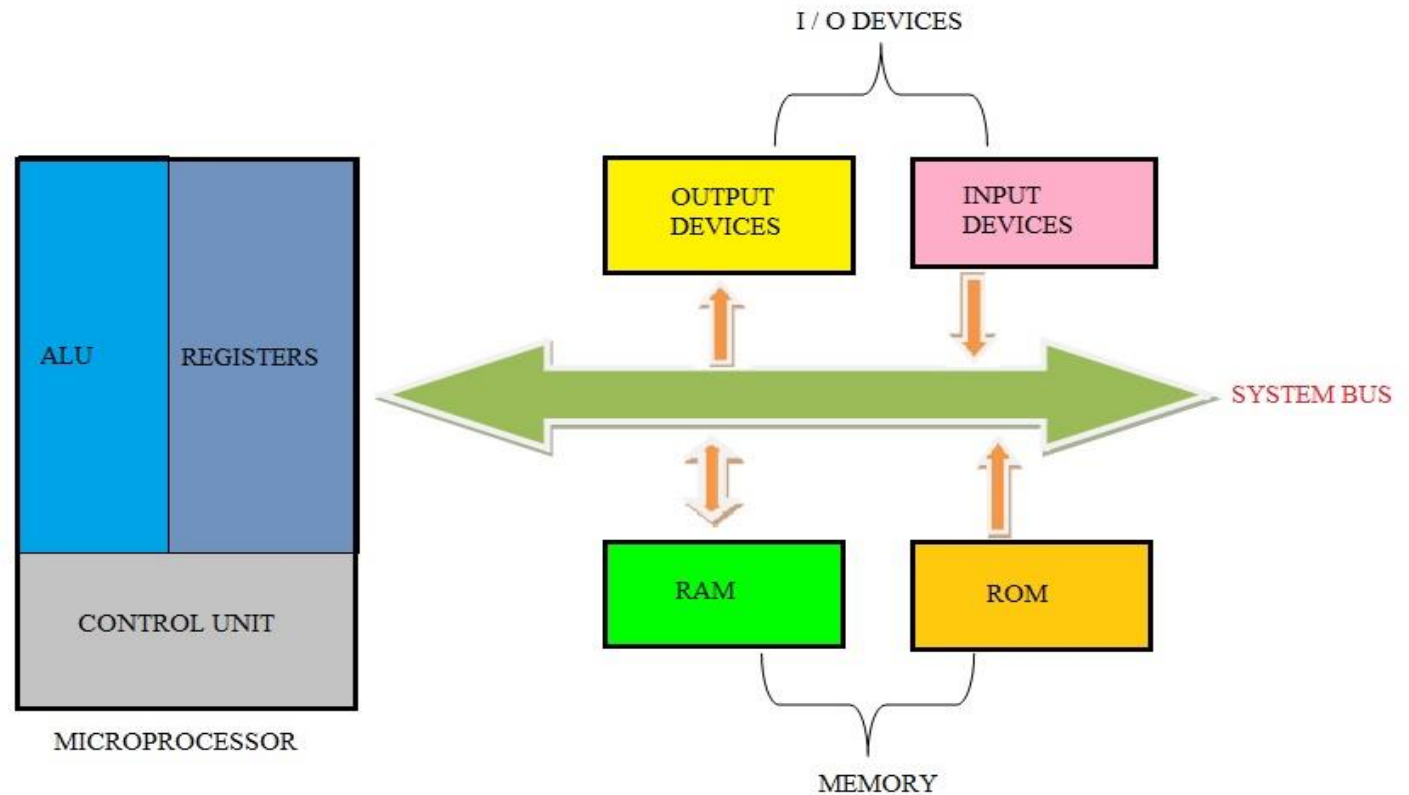 I / O DEVICES
OUTPUT
DEVICES
INPUT
DEVICES
ALU
REGISTERS
SYSTEM BUS
RAM
ROM
CONTROL UNIT
MICROPROCESSOR
MEMORY